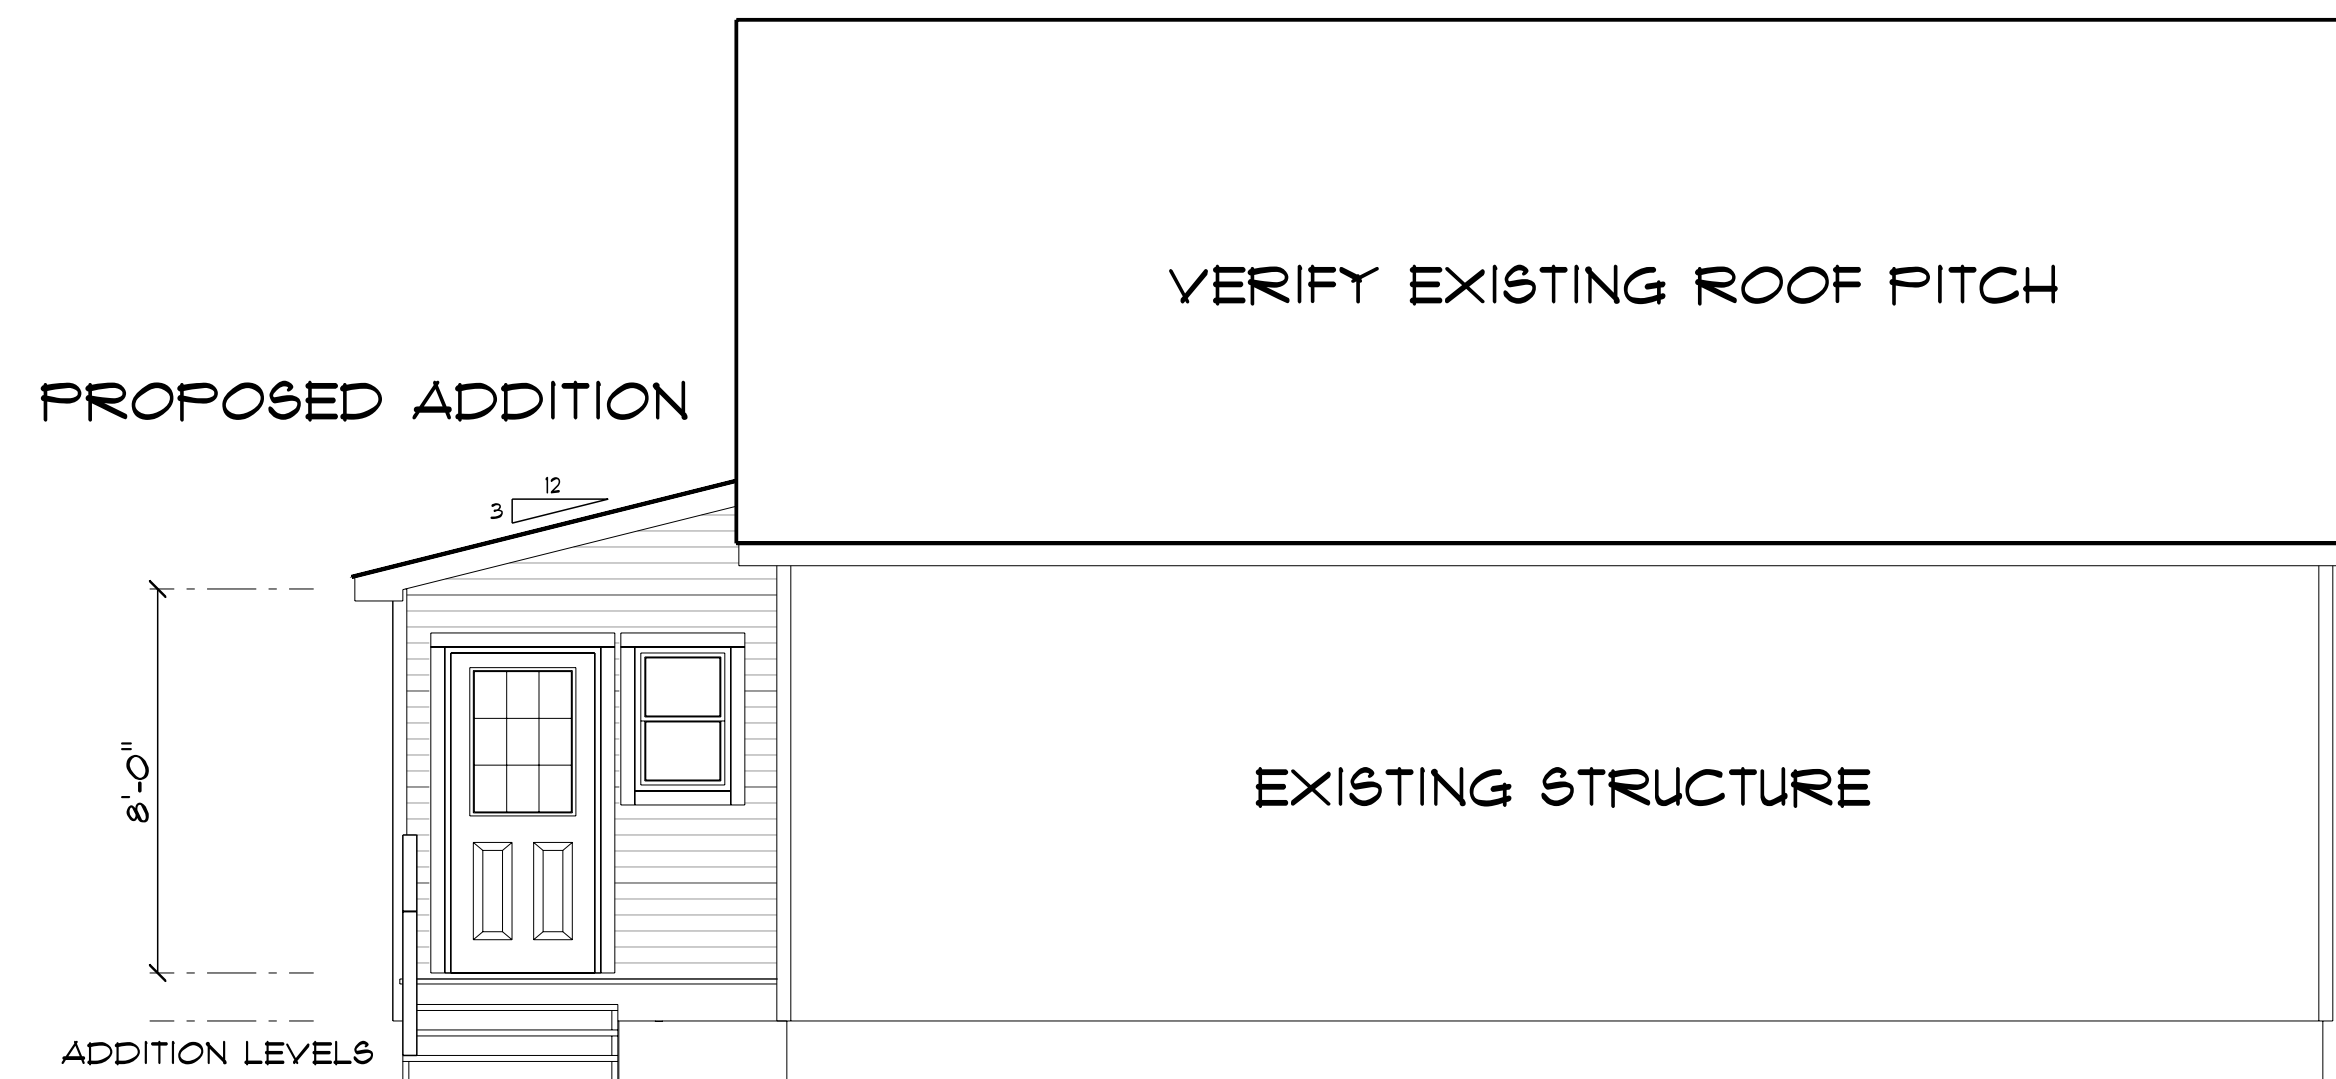 VERIFY EXISTING ROOF PITCH
PROPOSED ADDITION
12
3
8'-0"
EXISTING STRUCTURE
ADDITION LEVELS